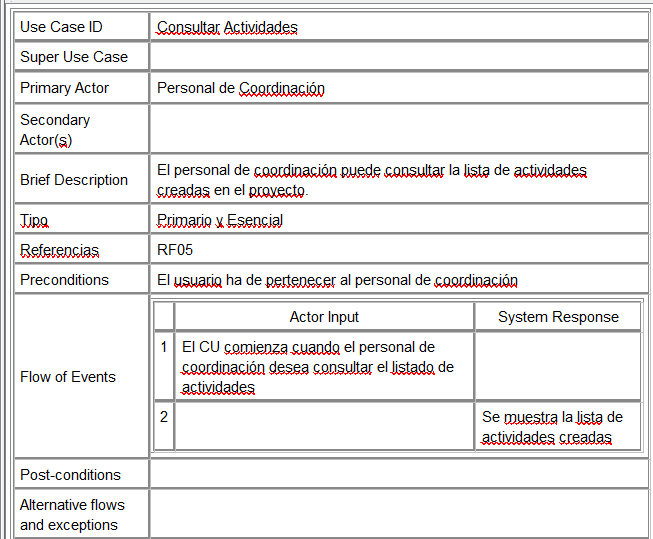 Use Case ID Consultar Actividades
Super Use Case
Primary Actor Personal de Coordinación
Secondary
Actor(s)
Brief Description El personal de coordinación puede consultar la lista de actividades
creadas en el proyecto.
Tipo Primario y Esencial
Referencias RF05
Preconditions El usuario ha de pertenecer al personal de coordinación
Flow of Events
Actor Input System Response
1 El CU comienza cuando el personal de
coordinación desea consultar el listado de
actividades
2 Se muestra la lista de
actividades creadas
Post-conditions
Alternative flows
and exceptions